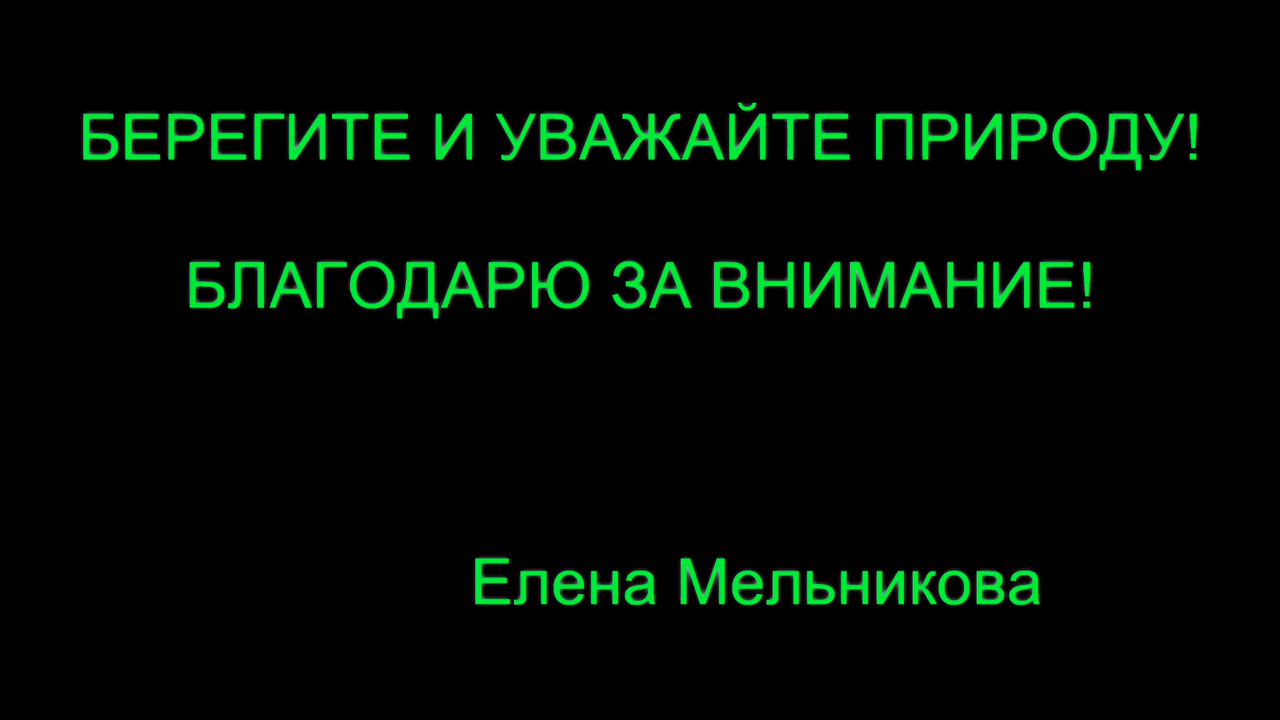 БЕРЕГИТЕ И УВАЖАЙТЕ ПРИРОДУ!
БЛАГОДАРЮ ЗА ВНИМАНИЕ!
Елена Мельникова